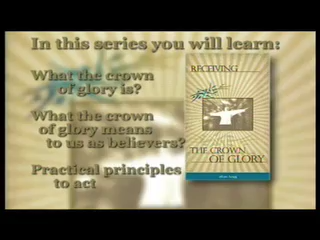 In this series you will learn:
What the crown
of glory is?
What the crown
of glory means
to us as believers?
Practical principles
to act
RECEIVING
THE CROWN
OF GLORY